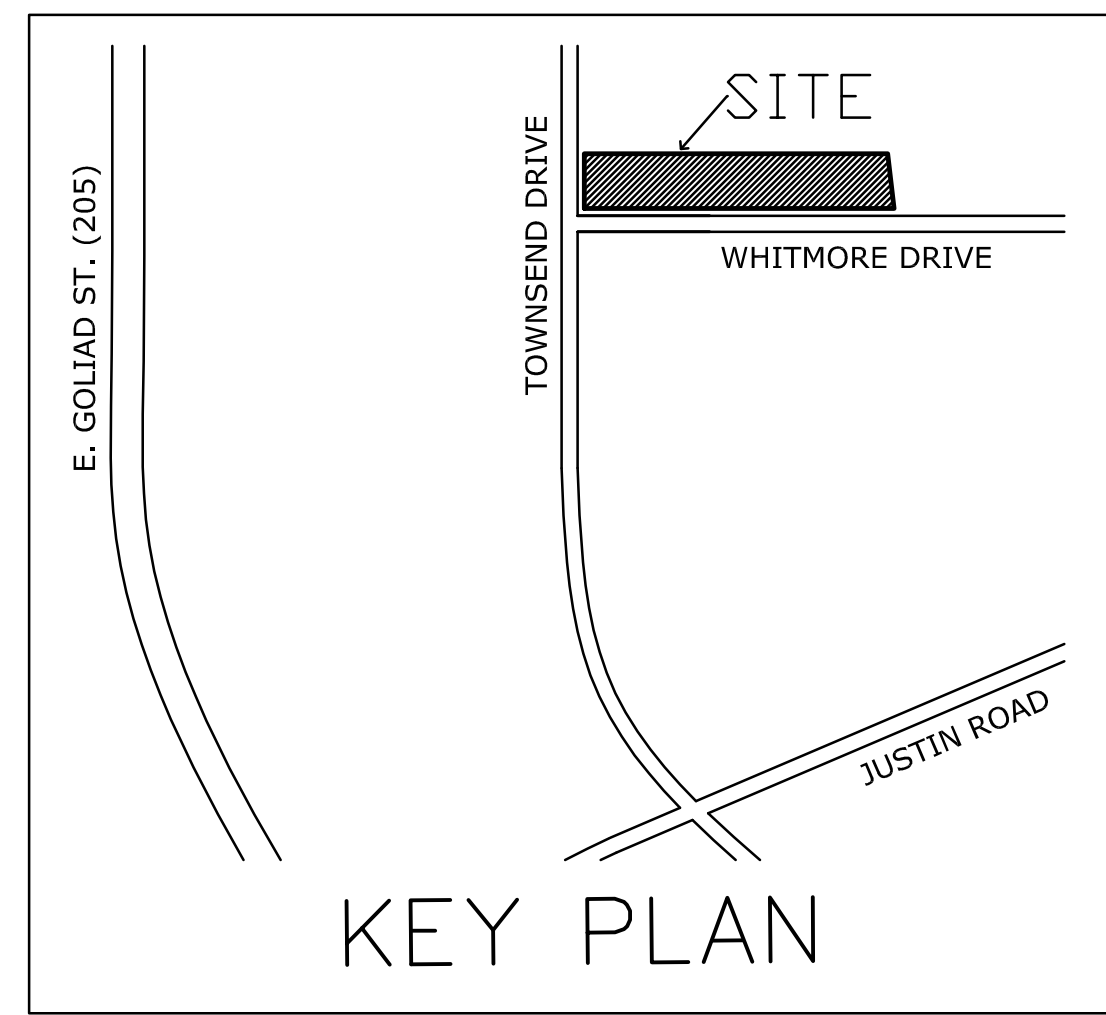 SITE
E. GOLIAD ST. (205)
TOWNSEND DRIVE
WHITMORE DRIVE
JUSTIN ROAD
KEY PLAN